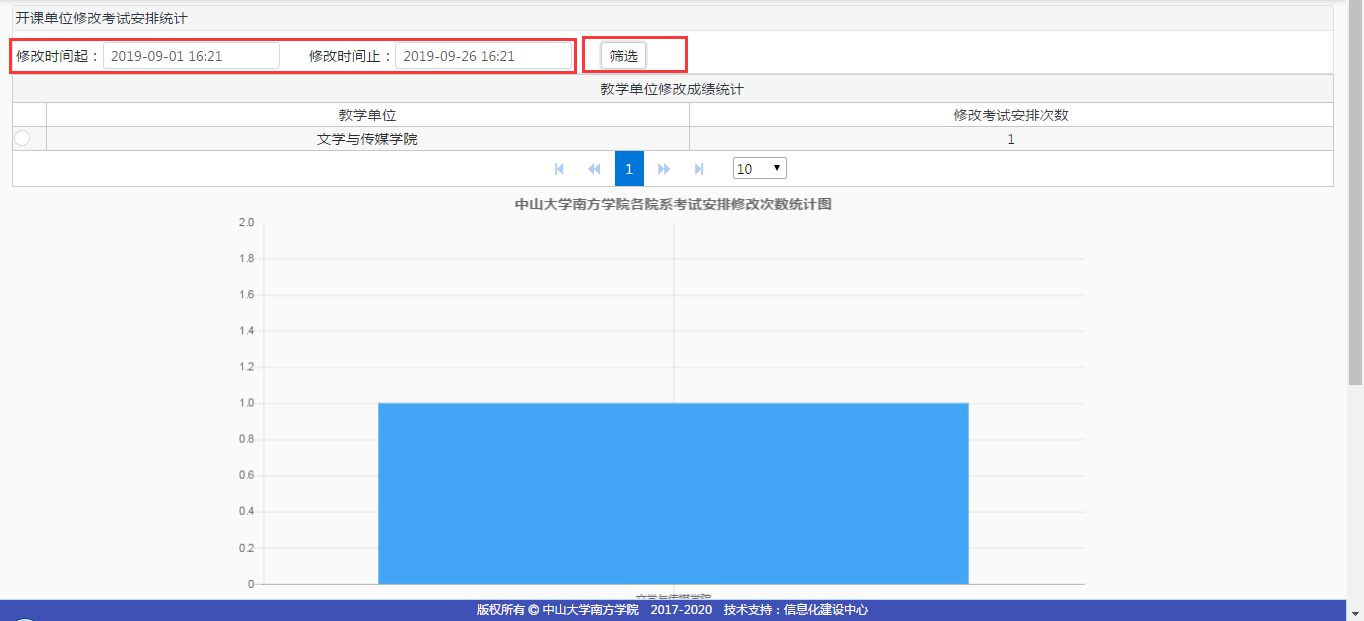 开课单位修改考试安排统计
修改时间起： 2019-09-01 16:21 修改时间止： 2019-09-26 16:21 筛选
教学单位修改成绩统计
教学单位 修改考试安排次数
文学与传媒学院 1
1 10
中山大学南方学院各院系考试安排修改次数统计图
2.0
1.8
1.6
1.4
1.2
1.0
0.8
0.6
0.4
0.2
0
文学与传媒学院
版权所有 © 中山大学南方学院 2017-2020 技术支持：信息化建设中心